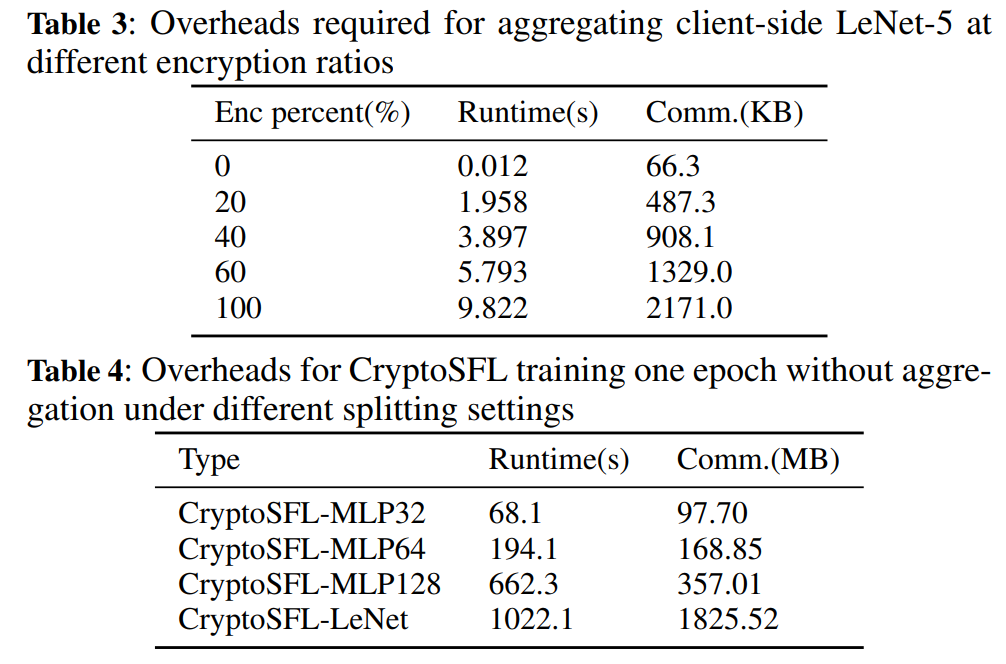 Table 3: Overheads required for aggregating client-side LeNet-5 at
different encryption ratios
Enc percent(%) Runtime(s) Comm.(KB)
0 0.012 66.3
20 1.958 487.3
40 3.897 908.1
60 5.793 1329.0
100 9.822 2171.0
Table 4: Overheads for CryptoSFL training one epoch without aggre-
gation under different splitting settings
Type Runtime(s) Comm.(MB)
CryptoSFL-MLP32 68.1 97.70
CryptoSFL-MLP64 194.1 168.85
CryptoSFL-MLP128 662.3 357.01
CryptoSFL-LeNet 1022.1 1825.52